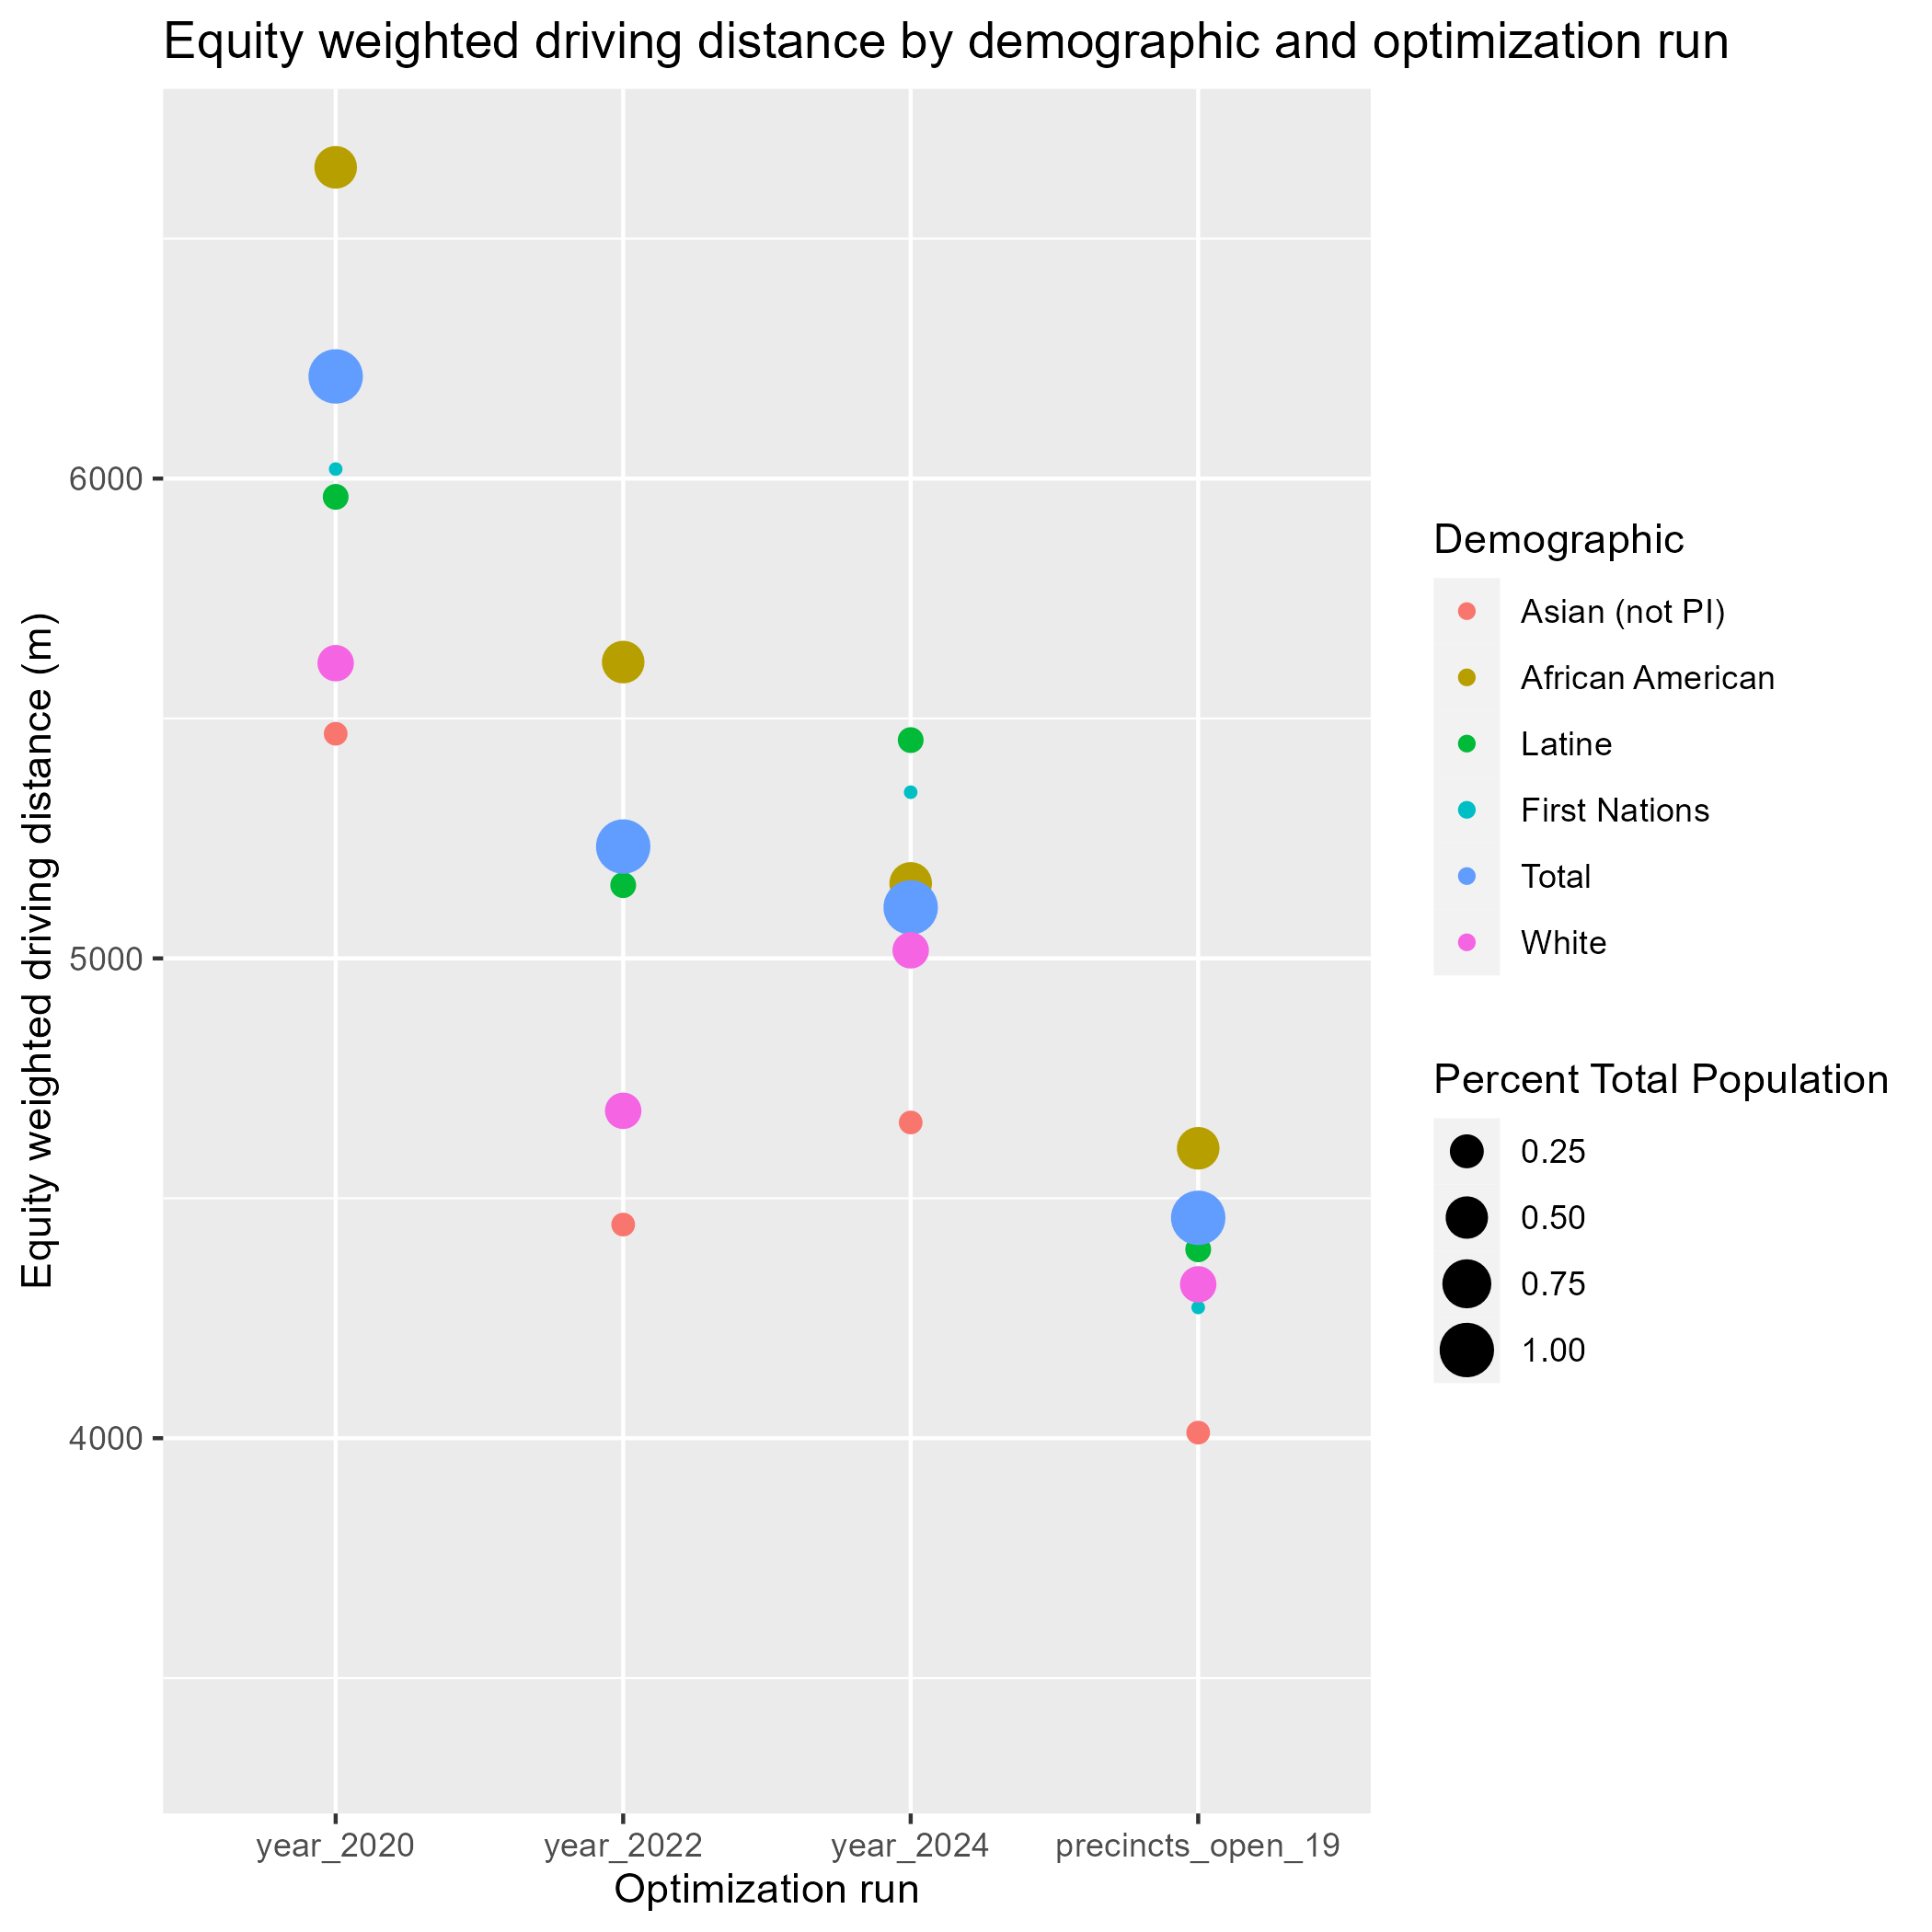 Equity weighted driving distance by demographic and optimization run
Equity weighted driving distance (m)
6000
5000
4000
year_2020
year_2022
year_2024
precincts_open_19
Optimization run
Demographic
Asian (not PI)
African American
Latine
First Nations
Total
White
Percent Total Population
0.25
0.50
0.75
1.00